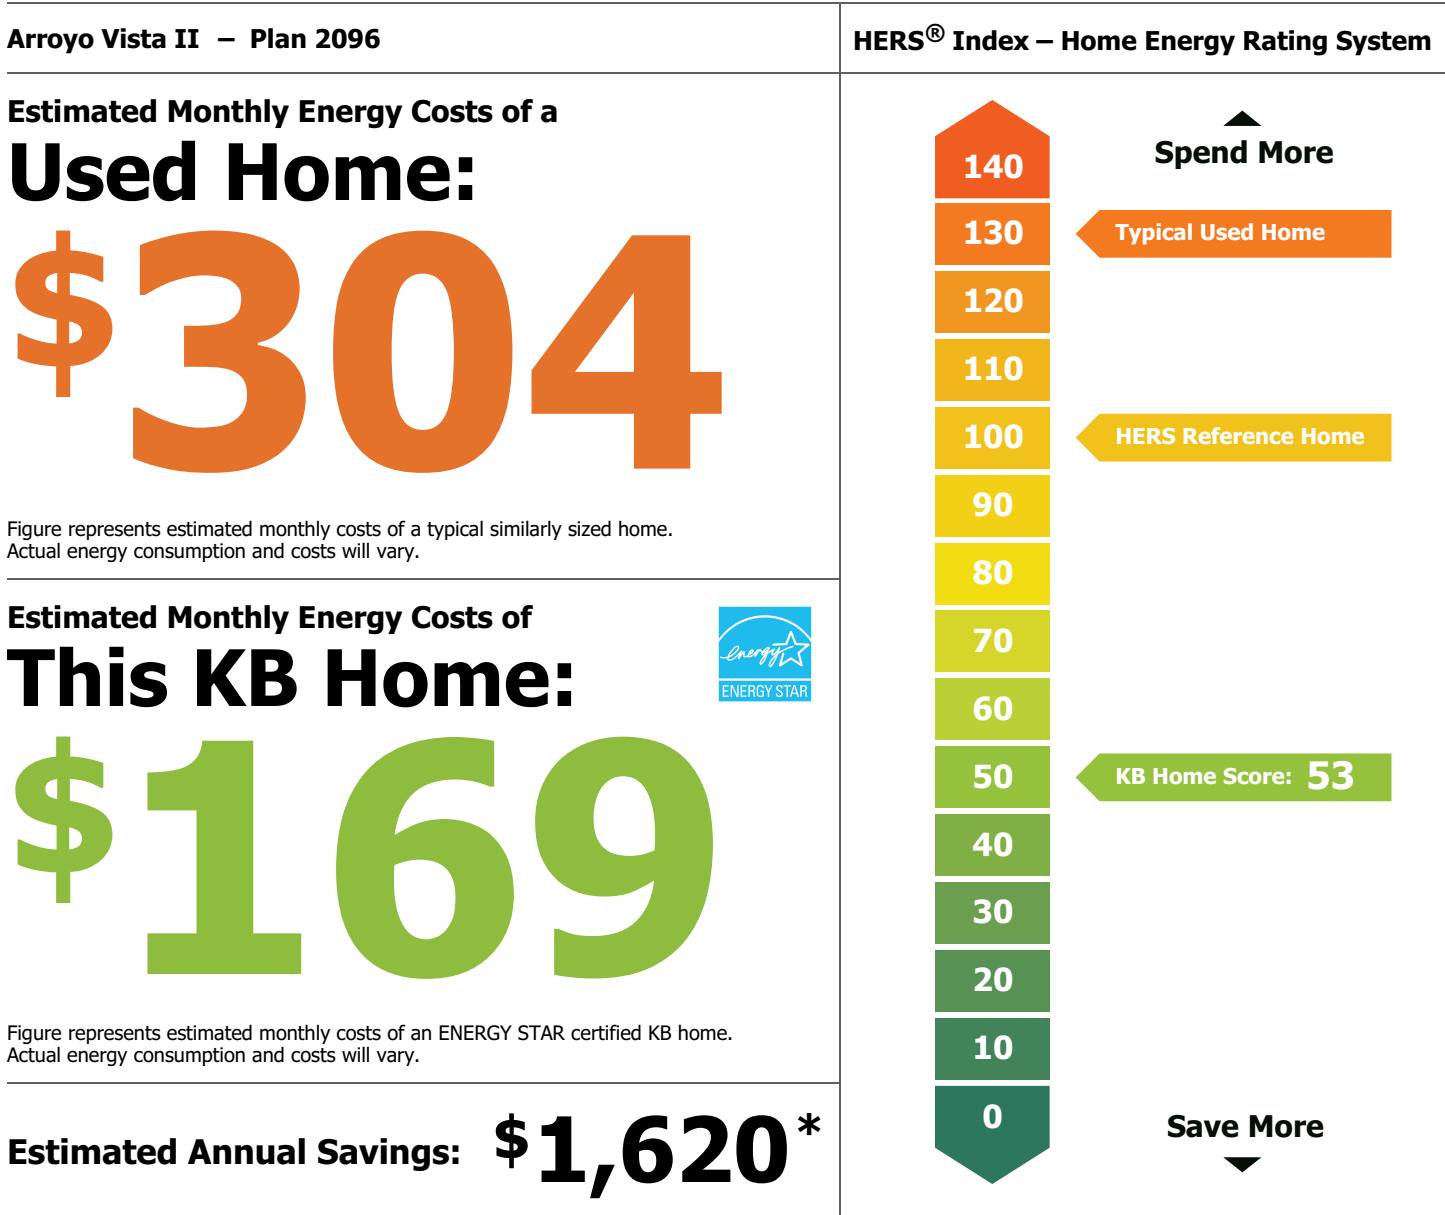 Arroyo Vista II – Plan 2096
Estimated Monthly Energy Costs of a
Used Home:
$304
Figure represents estimated monthly costs of a typical similarly sized home.
Actual energy consumption and costs will vary.
Estimated Monthly Energy Costs of
This KB Home:
energy
ENERGY STAR
$169
Figure represents estimated monthly costs of an ENERGY STAR certified KB home.
Actual energy consumption and costs will vary.
Estimated Annual Savings: $1,620*
HERS® Index – Home Energy Rating System
Spend More
140
130 Typical Used Home
120
110
100 HERS Reference Home
90
80
70
60
50 KB Home Score: 53
40
30
20
10
0
Save More